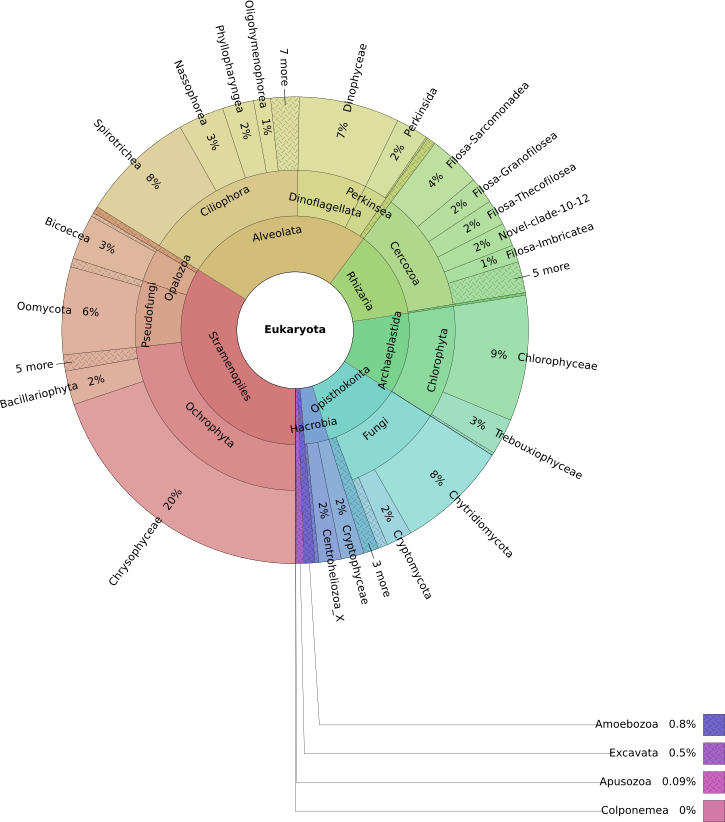 Eukaryota
Alveolata
Rhizaria
Archaeplastida
Opisthokonta
Hacrobia
Stramenopiles
Ciliophora
Dinoflagellata
Perkinsea
Cercozoa
Chlorophyta
Fungi
Ochrophyta
Pseudofungi
Opalozoa
Spirotrichea 8%
Nassophorea 3%
Phyllopharyngea 2%
Oligohymenophorea 1%
7 more
Dinophyceae 7%
Perkinsida 2%
Filosa-Sarcomonadea 4%
Filosa-Granofilosea 2%
Filosa-Thecofilosea 2%
Novel-clade-10-12 2%
Filosa-Imbricatea 1%
5 more
Chlorophyceae 9%
Trebouxiophyceae 3%
Chytridiomycota 8%
Cryptomycota 2%
3 more
Cryptophyceae 2%
Centroheliozoa_X 2%
Chrysophyceae 20%
Bacillariophyta 2%
5 more
Oomycota 6%
Bicoecea 3%
Amoebozoa 0.8%
Excavata 0.5%
Apusozoa 0.09%
Colponemea 0%